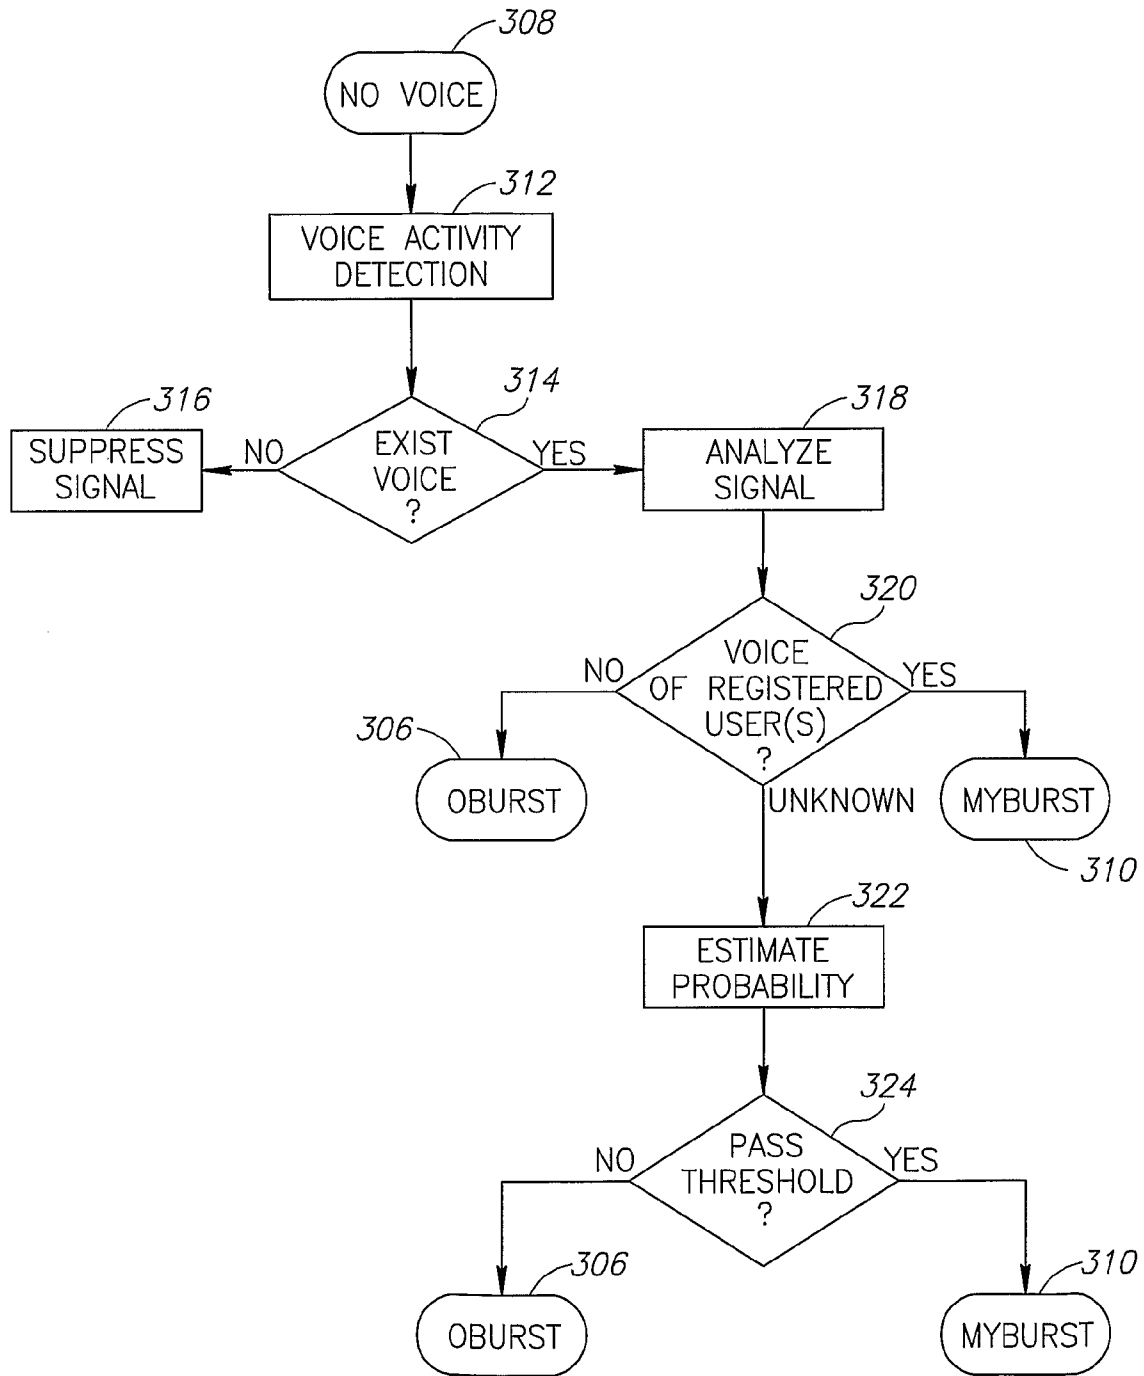 308
NO VOICE
312
VOICE ACTIVITY
DETECTION
314
316
318
SUPPRESS
SIGNAL
NO
EXIST
VOICE
?
YES
ANALYZE
SIGNAL
320
NO
VOICE
OF REGISTERED
USER(S)
?
YES
306
OBURST
UNKNOWN
MYBURST
310
322
ESTIMATE
PROBABILITY
324
NO
PASS
THRESHOLD
?
YES
306
310
OBURST
MYBURST